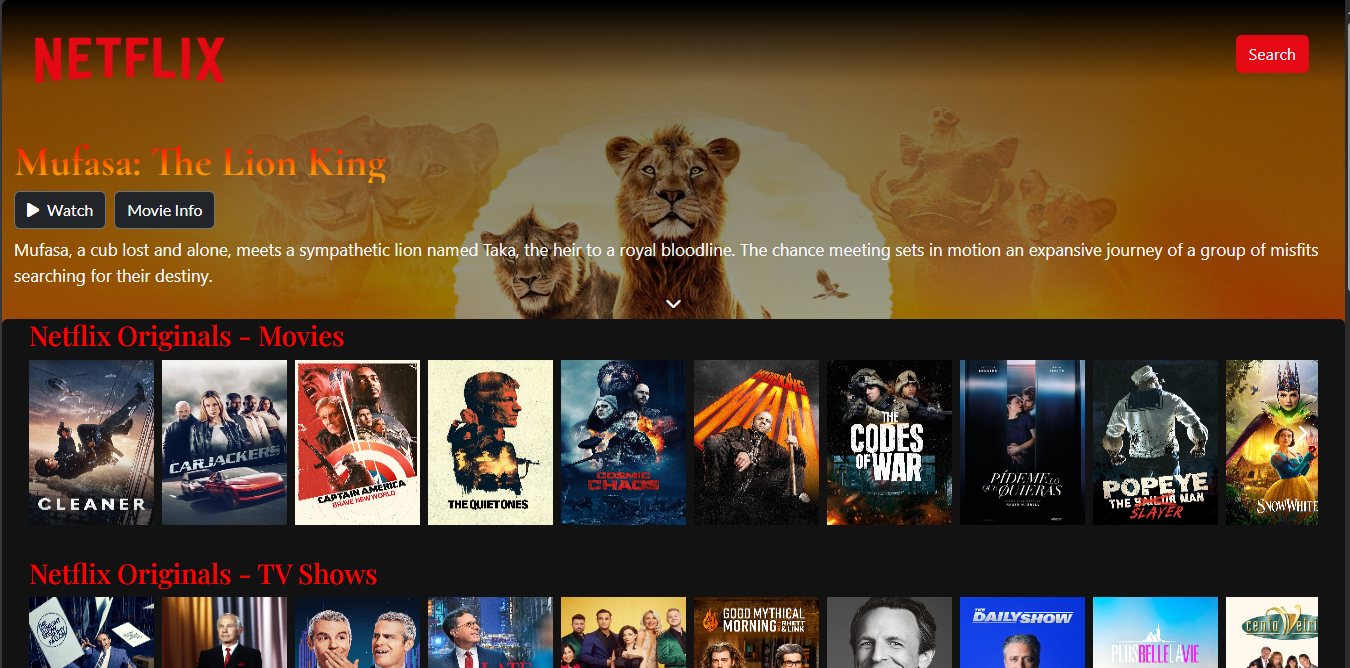 NETFLIX
Search
Mufasa: The Lion King
Watch
Movie Info
Mufasa, a cub lost and alone, meets a sympathetic lion named Taka, the heir to a royal bloodline. The chance meeting sets in motion an expansive journey of a group of misfits
searching for their destiny.
Netflix Originals - Movies
CLEANER
CARJACKERS
CAPTAIN AMERICA
BRAVE NEW WORLD
THE QUIET ONES
COSMIC
CHAOS
MAN
THE
CODES
OF WAR
PÍDEME LO
QUE QUIERAS
POPEYE
THE SAILOR MAN
SLAYER
SNOW WHITE
Netflix Originals - TV Shows
LATE
GOOD MYTHICAL
MORNING RHETT
& LINK
THE
DAILY SHOW
PLUS BELLE LA VIE